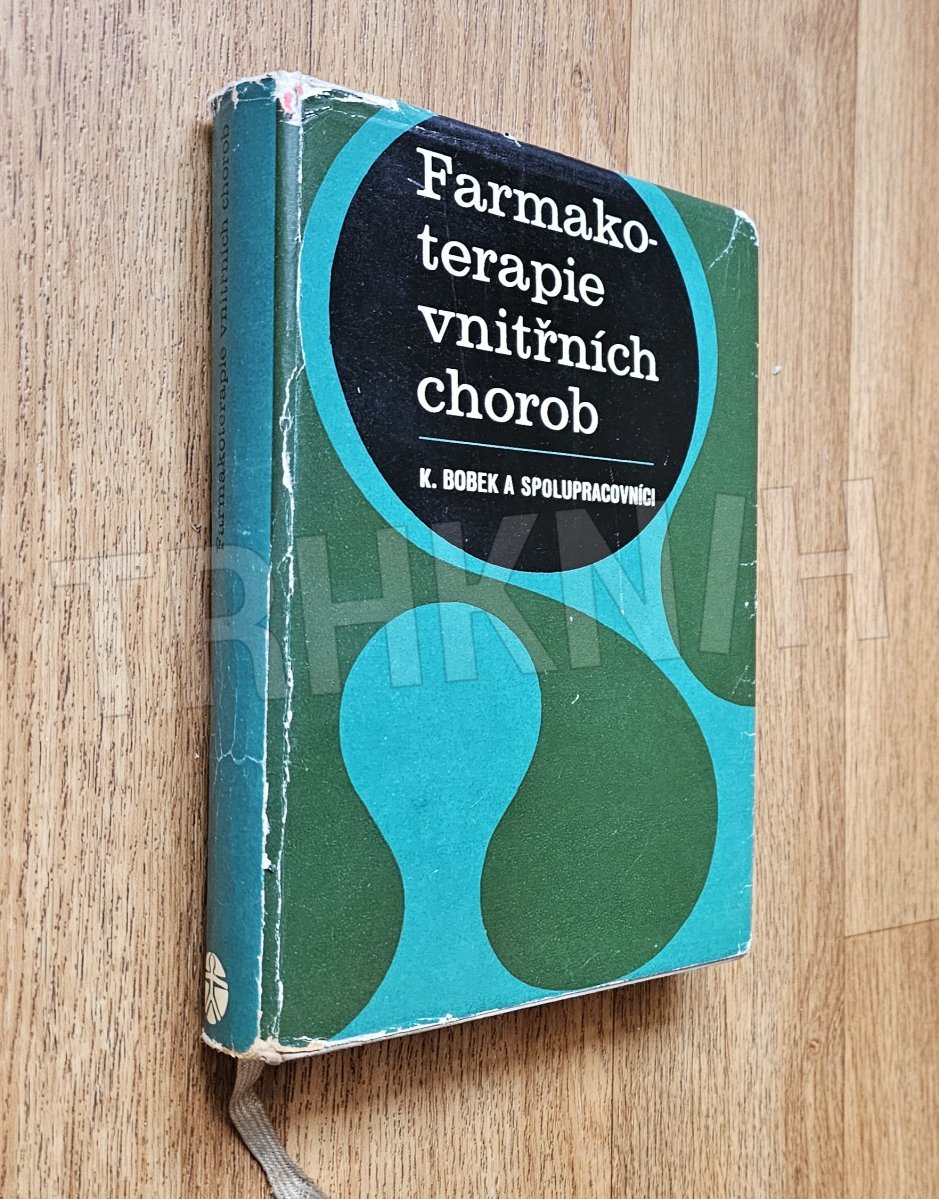 Farmako-
terapie
vnitřních
chorob
K. BOBEK A SPOLUPRACOVNÍCI
Farmakoterapie vnitřních chorob
TRHKNIH